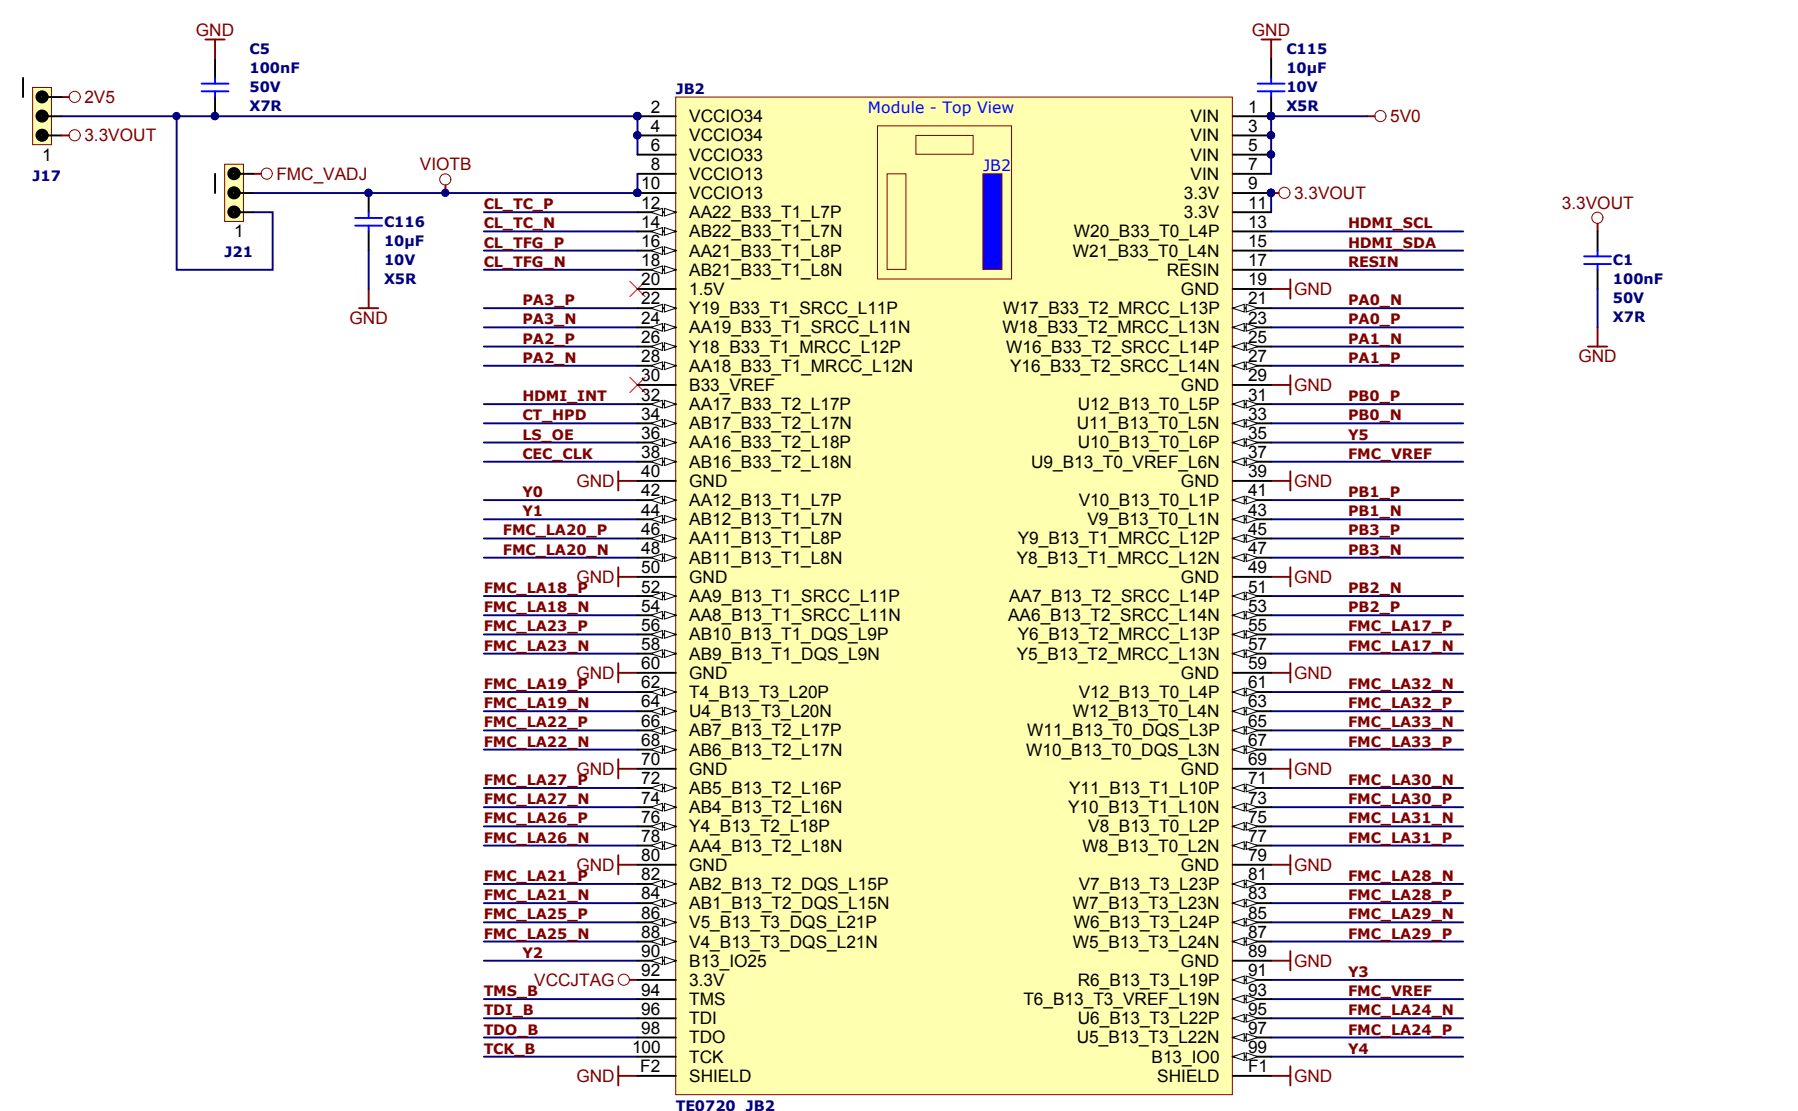 GND
C5
100nF
50V
X7R
2V5
3.3VOUT
1
J17
FMC_VADJ
1
J21
VIOTB
C116
10µF
10V
X5R
GND
GND
C115
10µF
10V
X5R
5V0
3.3VOUT
3.3VOUT
C1
100nF
50V
X7R
GND
JB2
Module - Top View
JB2
2 VCCIO34 VIN 1
4 VCCIO34 VIN 3
6 VCCIO33 VIN 5
8 VCCIO13 VIN 7
10 VCCIO13 3.3V 9
CL_TC_P 12 AA22_B33_T1_L7P 3.3V 11
CL_TC_N 14 AB22_B33_T1_L7N W20_B33_T0_L4P 13 HDMI_SCL
CL_TFG_P 16 AA21_B33_T1_L8P W21_B33_T0_L4N 15 HDMI_SDA
CL_TFG_N 18 AB21_B33_T1_L8N RESIN 17 RESIN
20 1.5V GND 19 GND
PA3_P 22 Y19_B33_T1_SRCC_L11P W17_B33_T2_MRCC_L13P 21 PA0_N
PA3_N 24 AA19_B33_T1_SRCC_L11N W18_B33_T2_MRCC_L13N 23 PA0_P
PA2_P 26 Y18_B33_T1_MRCC_L12P W16_B33_T2_SRCC_L14P 25 PA1_N
PA2_N 28 AA18_B33_T1_MRCC_L12N Y16_B33_T2_SRCC_L14N 27 PA1_P
30 B33_VREF GND 29 GND
HDMI_INT 32 AA17_B33_T2_L17P U12_B13_T0_L5P 31 PB0_P
CT_HPD 34 AB17_B33_T2_L17N U11_B13_T0_L5N 33 PB0_N
LS_OE 36 AA16_B33_T2_L18P U10_B13_T0_L6P 35 Y5
CEC_CLK 38 AB16_B33_T2_L18N U9_B13_T0_VREF_L6N 37 FMC_VREF
GND 40 GND GND 39 GND
Y0 42 AA12_B13_T1_L7P V10_B13_T0_L1P 41 PB1_P
Y1 44 AB12_B13_T1_L7N V9_B13_T0_L1N 43 PB1_N
FMC_LA20_P 46 AA11_B13_T1_L8P Y9_B13_T1_MRCC_L12P 45 PB3_P
FMC_LA20_N 48 AB11_B13_T1_L8N Y8_B13_T1_MRCC_L12N 47 PB3_N
GND 50 GND GND 49 GND
FMC_LA18_P 52 AA9_B13_T1_SRCC_L11P AA7_B13_T2_SRCC_L14P 51 PB2_N
FMC_LA18_N 54 AA8_B13_T1_SRCC_L11N AA6_B13_T2_SRCC_L14N 53 PB2_P
FMC_LA23_P 56 AB10_B13_T1_DQS_L9P Y6_B13_T2_MRCC_L13P 55 FMC_LA17_P
FMC_LA23_N 58 AB9_B13_T1_DQS_L9N Y5_B13_T2_MRCC_L13N 57 FMC_LA17_N
GND 60 GND GND 59 GND
FMC_LA19_P 62 T4_B13_T3_L20P V12_B13_T0_L4P 61 FMC_LA32_N
FMC_LA19_N 64 U4_B13_T3_L20N W12_B13_T0_L4N 63 FMC_LA32_P
FMC_LA22_P 66 AB7_B13_T2_L17P W11_B13_T0_DQS_L3P 65 FMC_LA33_N
FMC_LA22_N 68 AB6_B13_T2_L17N W10_B13_T0_DQS_L3N 67 FMC_LA33_P
GND 70 GND GND 69 GND
FMC_LA27_P 72 AB5_B13_T2_L16P Y11_B13_T1_L10P 71 FMC_LA30_N
FMC_LA27_N 74 AB4_B13_T2_L16N Y10_B13_T1_L10N 73 FMC_LA30_P
FMC_LA26_P 76 Y4_B13_T2_L18P V8_B13_T0_L2P 75 FMC_LA31_N
FMC_LA26_N 78 AA4_B13_T2_L18N W8_B13_T0_L2N 77 FMC_LA31_P
GND 80 GND GND 79 GND
FMC_LA21_P 82 AB2_B13_T2_DQS_L15P V7_B13_T3_L23P 81 FMC_LA28_N
FMC_LA21_N 84 AB1_B13_T2_DQS_L15N W7_B13_T3_L23N 83 FMC_LA28_P
FMC_LA25_P 86 V5_B13_T3_DQS_L21P W6_B13_T3_L24P 85 FMC_LA29_N
FMC_LA25_N 88 V4_B13_T3_DQS_L21N W5_B13_T3_L24N 87 FMC_LA29_P
Y2 90 B13_IO25 GND 89 GND
VCCJTAG 92 3.3V R6_B13_T3_L19P 91 Y3
TMS_B 94 TMS T6_B13_T3_VREF_L19N 93 FMC_VREF
TDI_B 96 TDI U6_B13_T3_L22P 95 FMC_LA24_N
TDO_B 98 TDO U5_B13_T3_L22N 97 FMC_LA24_P
TCK_B 100 TCK B13_IO0 99 Y4
GND F2 SHIELD SHIELD F1 GND
TE0720_JB2